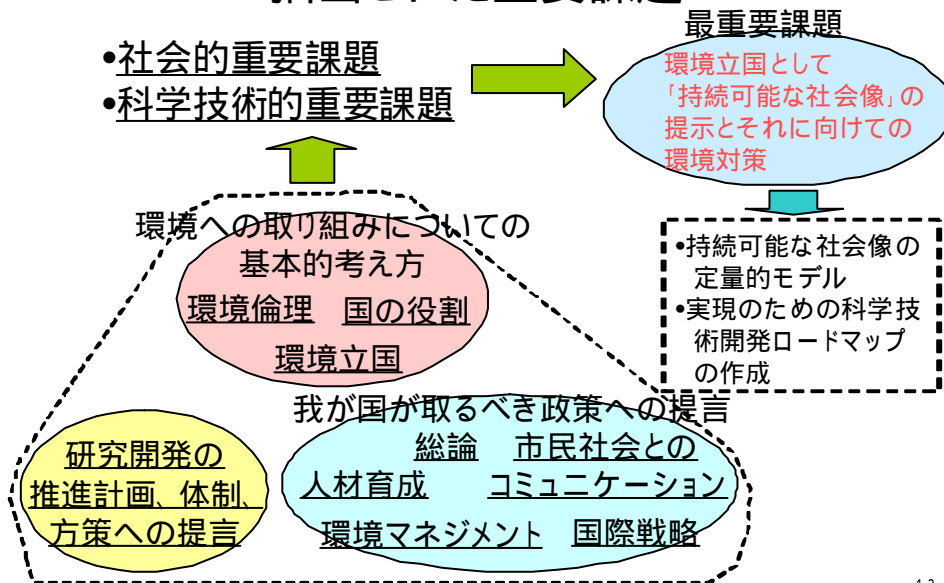 最重要課題
•社会的重要課題
•科学技術的重要課題
環境立国として
「持続可能な社会像」の
提示とそれに向けての
環境対策
環境への取り組みについての
基本的考え方
環境倫理 国の役割
環境立国
•持続可能な社会像の
定量的モデル
•実現のための科学技
術開発ロードマップ
の作成
我が国が取るべき政策への提言
総論 市民社会との
人材育成 コミュニケーション
環境マネジメント 国際戦略
研究開発の
推進計画、体制、
方策への提言